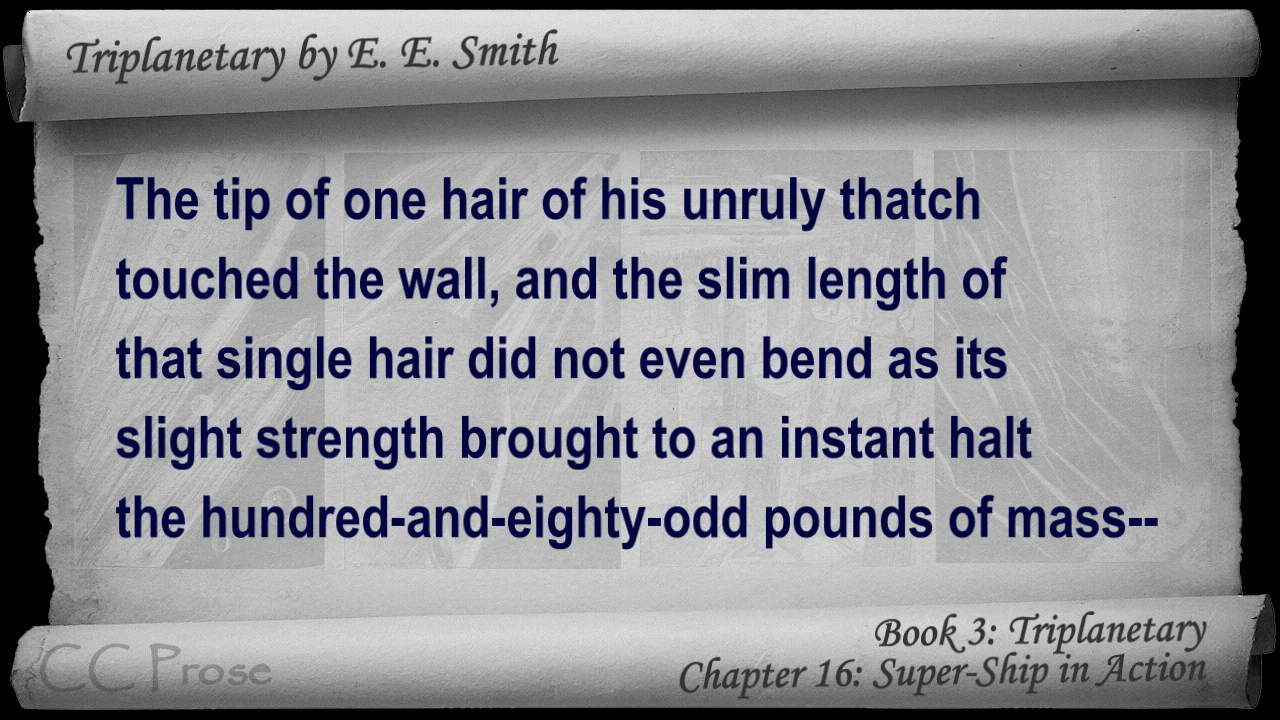 Triplanetary by E. E. Smith
The tip of one hair of his unruly thatch
touched the wall, and the slim length of
that single hair did not even bend as its
slight strength brought to an instant halt
the hundred-and-eighty-odd pounds of mass--
Book 3: Triplanetary
Chapter 16: Super-Ship in Action
CC Prose